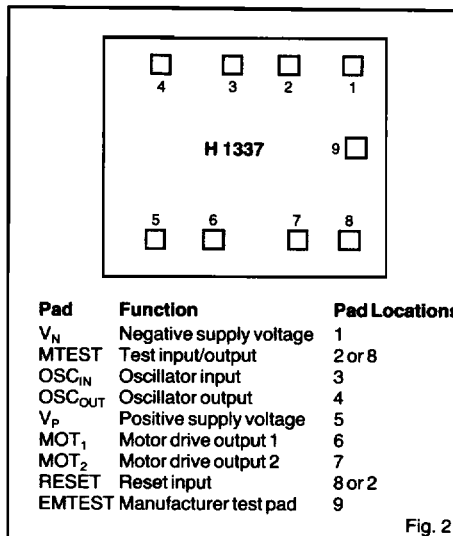 4 3 2 1
H 1337 9
5 6 7 8
Pad Function Pad Locations
V_N Negative supply voltage 1
MTEST Test input/output 2 or 8
OSC_IN Oscillator input 3
OSC_OUT Oscillator output 4
V_P Positive supply voltage 5
MOT_1 Motor drive output 1 6
MOT_2 Motor drive output 2 7
RESET Reset input 8 or 2
EMTEST Manufacturer test pad 9
Fig. 2